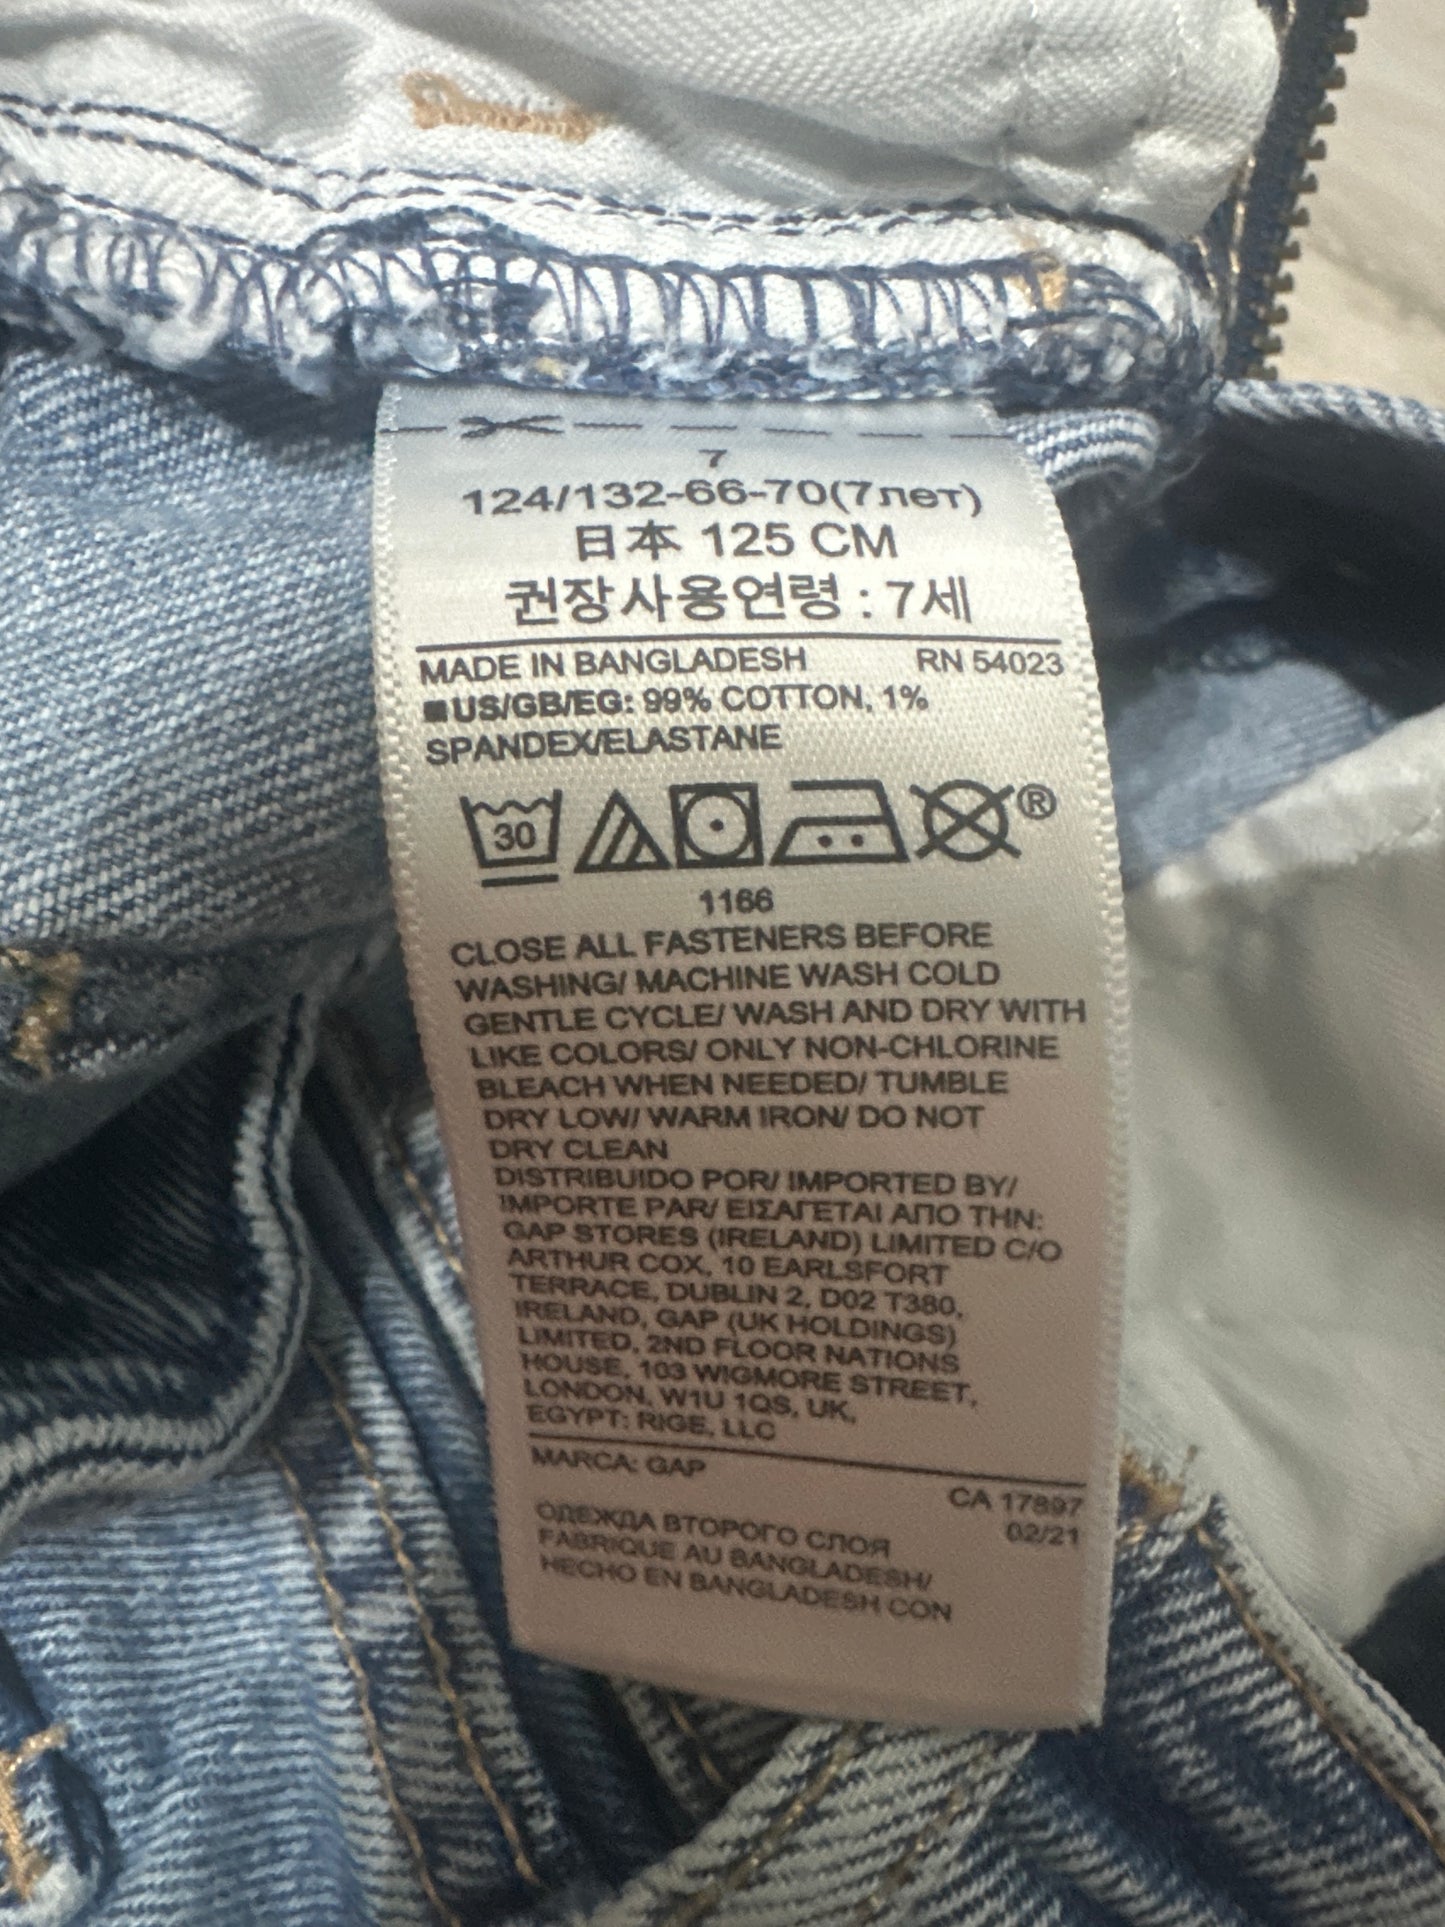 7
124/132-66-70(7лет)
日本 125 CM
권장사용연령 : 7세
MADE IN BANGLADESH RN 54023
■US/GB/EG: 99% COTTON, 1%
SPANDEX/ELASTANE
30 ®
1166
CLOSE ALL FASTENERS BEFORE
WASHING/ MACHINE WASH COLD
GENTLE CYCLE/ WASH AND DRY WITH
LIKE COLORS/ ONLY NON-CHLORINE
BLEACH WHEN NEEDED/ TUMBLE
DRY LOW/ WARM IRON/ DO NOT
DRY CLEAN
DISTRIBUIDO POR/ IMPORTED BY/
IMPORTE PAR/ ΕΙΣΑΓΕΤΑΙ ΑΠΟ ΤΗΝ:
GAP STORES (IRELAND) LIMITED C/O
ARTHUR COX, 10 EARLSFORT
TERRACE, DUBLIN 2, D02 T380,
IRELAND, GAP (UK HOLDINGS)
LIMITED, 2ND FLOOR NATIONS
HOUSE, 103 WIGMORE STREET,
LONDON, W1U 1QS, UK,
EGYPT: RIGE, LLC
MARCA: GAP
CA 17897
02/21
ОДЕЖДА ВТОРОГО СЛОЯ
FABRIQUE AU BANGLADESH/
HECHO EN BANGLADESH CON